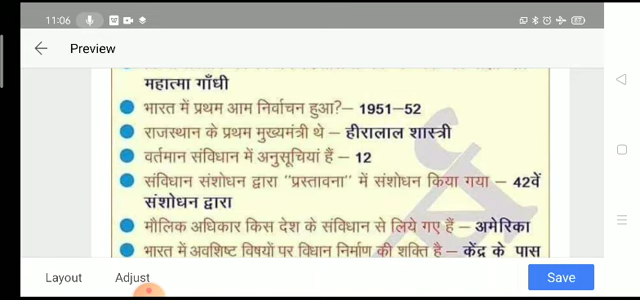 11:06
87
Preview
महात्मा गाँधी
भारत में प्रथम आम निर्वाचन हुआ?– 1951–52
राजस्थान के प्रथम मुख्यमंत्री थे – हीरालाल शास्त्री
वर्तमान संविधान में अनुसूचियां हैं – 12
संविधान संशोधन द्वारा "प्रस्तावना" में संशोधन किया गया – 42वें
संशोधन द्वारा
मौलिक अधिकार किस देश के संविधान से लिये गए हैं – अमेरिका
भारत में अवशिष्ट विषयों पर विधान निर्माण की शक्ति है – केंद्र के पास
Layout Adjust Save